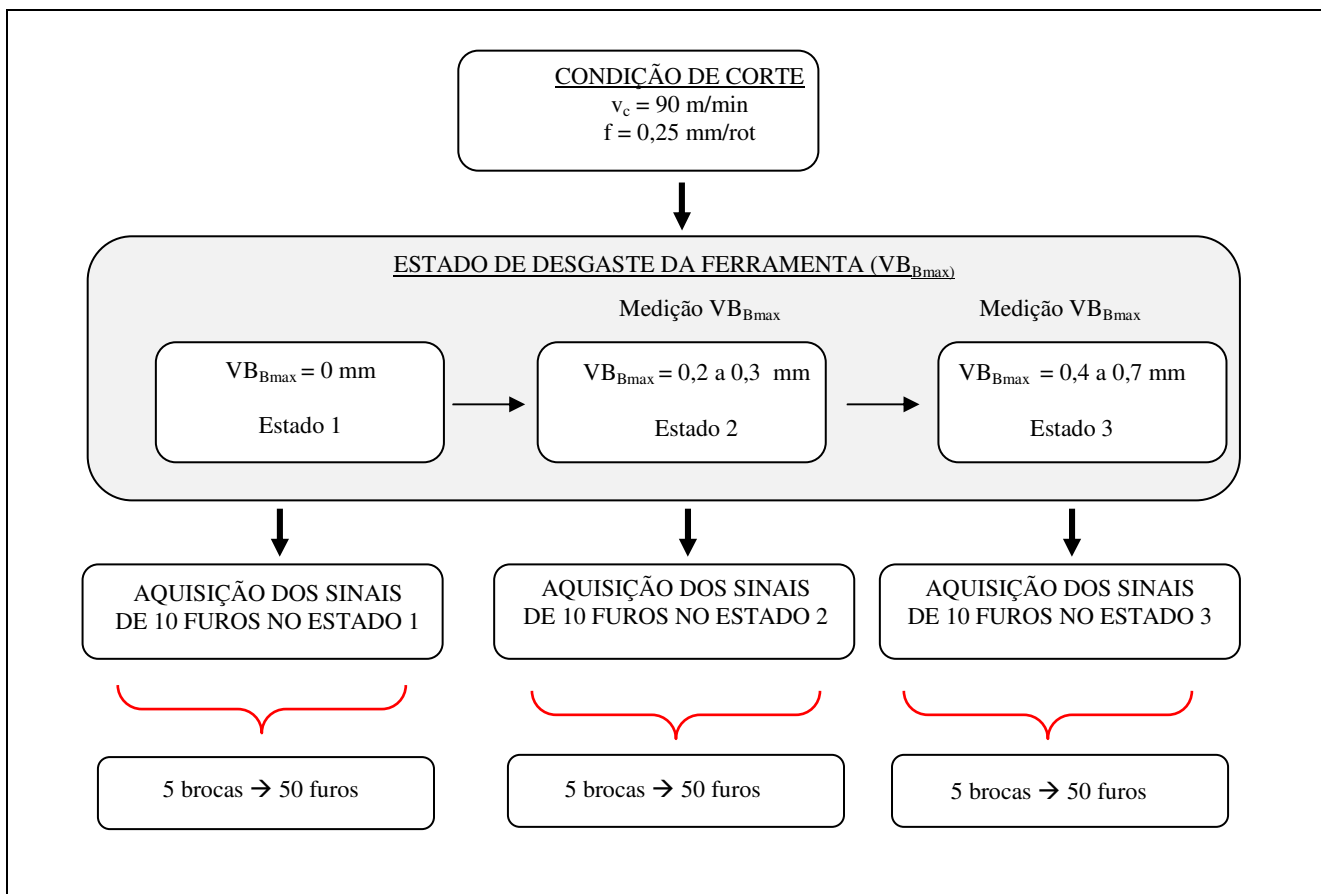 CONDIÇÃO DE CORTE
v_c = 90 m/min
f = 0,25 mm/rot
ESTADO DE DESGASTE DA FERRAMENTA (VB_Bmax)
Medição VB_Bmax
Medição VB_Bmax
VB_Bmax = 0 mm
Estado 1
VB_Bmax = 0,2 a 0,3 mm
Estado 2
VB_Bmax = 0,4 a 0,7 mm
Estado 3
AQUISIÇÃO DOS SINAIS
DE 10 FUROS NO ESTADO 1
AQUISIÇÃO DOS SINAIS
DE 10 FUROS NO ESTADO 2
AQUISIÇÃO DOS SINAIS
DE 10 FUROS NO ESTADO 3
5 brocas → 50 furos
5 brocas → 50 furos
5 brocas → 50 furos